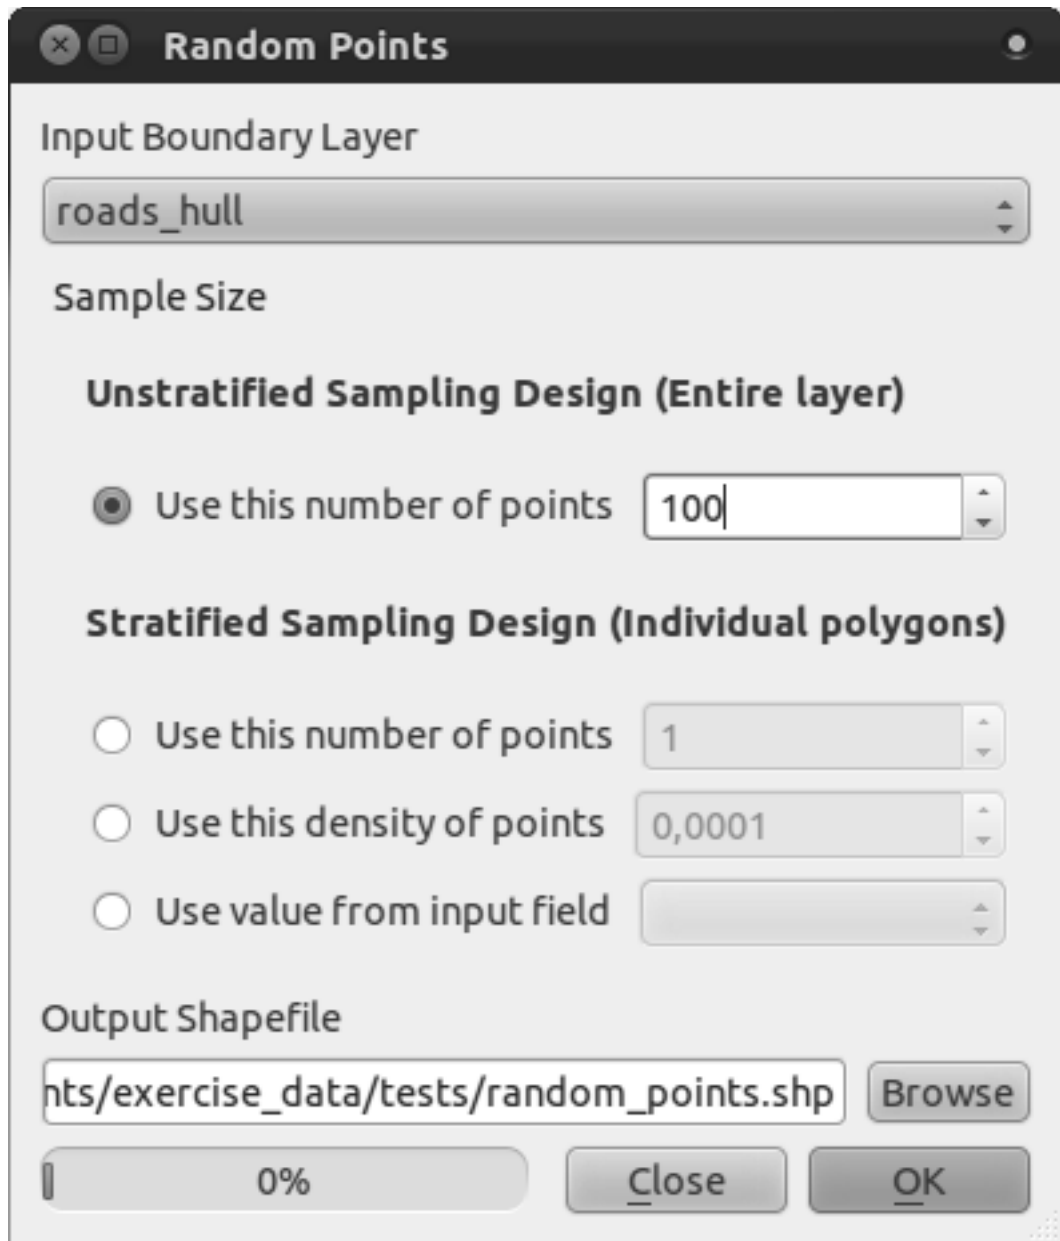 Random Points
Input Boundary Layer
roads_hull
Sample Size
Unstratified Sampling Design (Entire layer)
Use this number of points 100
Stratified Sampling Design (Individual polygons)
Use this number of points 1
Use this density of points 0,0001
Use value from input field
Output Shapefile
nts/exercise_data/tests/random_points.shp Browse
0% Close OK